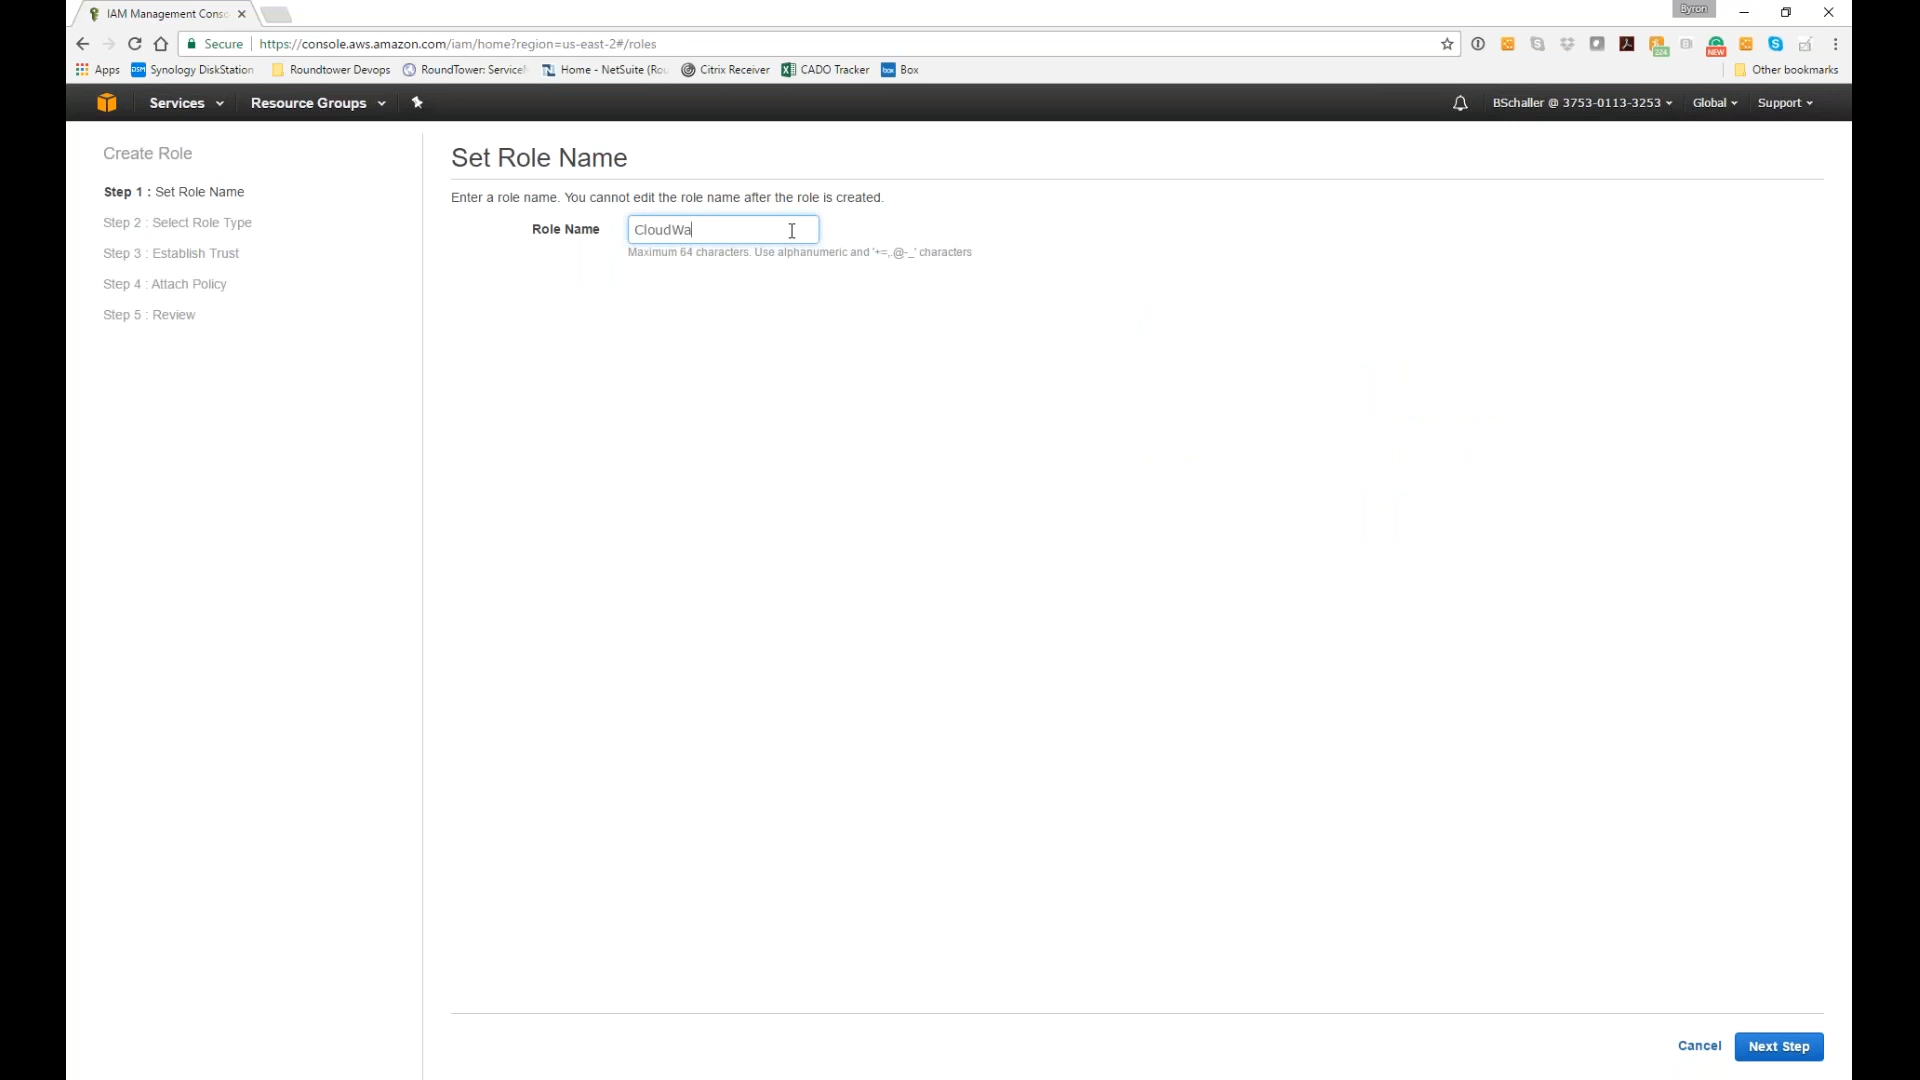 IAM Management Conso
Byron
Secure https://console.aws.amazon.com/iam/home?region=us-east-2#/roles
224
NEW
Apps DSM Synology DiskStation Roundtower Devops RoundTower: Service Home - NetSuite (Rou Citrix Receiver CADO Tracker box Box Other bookmarks
Services Resource Groups BSchaller @ 3753-0113-3253 Global Support
Create Role
Step 1 : Set Role Name
Step 2 : Select Role Type
Step 3 : Establish Trust
Step 4 : Attach Policy
Step 5 : Review
Set Role Name
Enter a role name. You cannot edit the role name after the role is created.
Role Name CloudWa
Maximum 64 characters. Use alphanumeric and '+=,.@-_' characters
Cancel Next Step